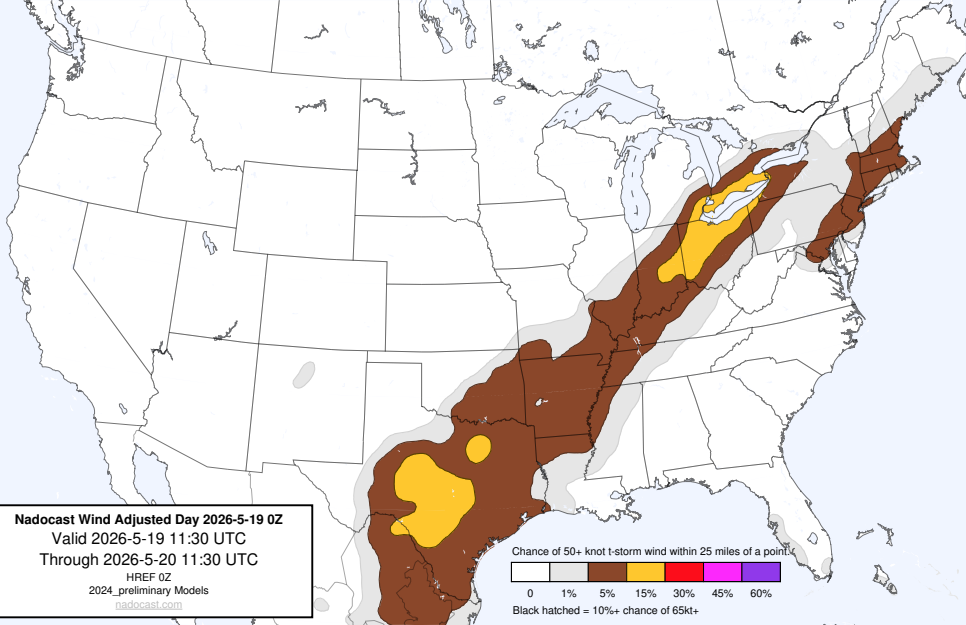 Nadocast Wind Adjusted Day 2026-5-19 0Z
Valid 2026-5-19 11:30 UTC
Through 2026-5-20 11:30 UTC
HREF 0Z
2024_preliminary Models
nadocast.com
Chance of 50+ knot t-storm wind within 25 miles of a point.
0 1% 5% 15% 30% 45% 60%
Black hatched = 10%+ chance of 65kt+